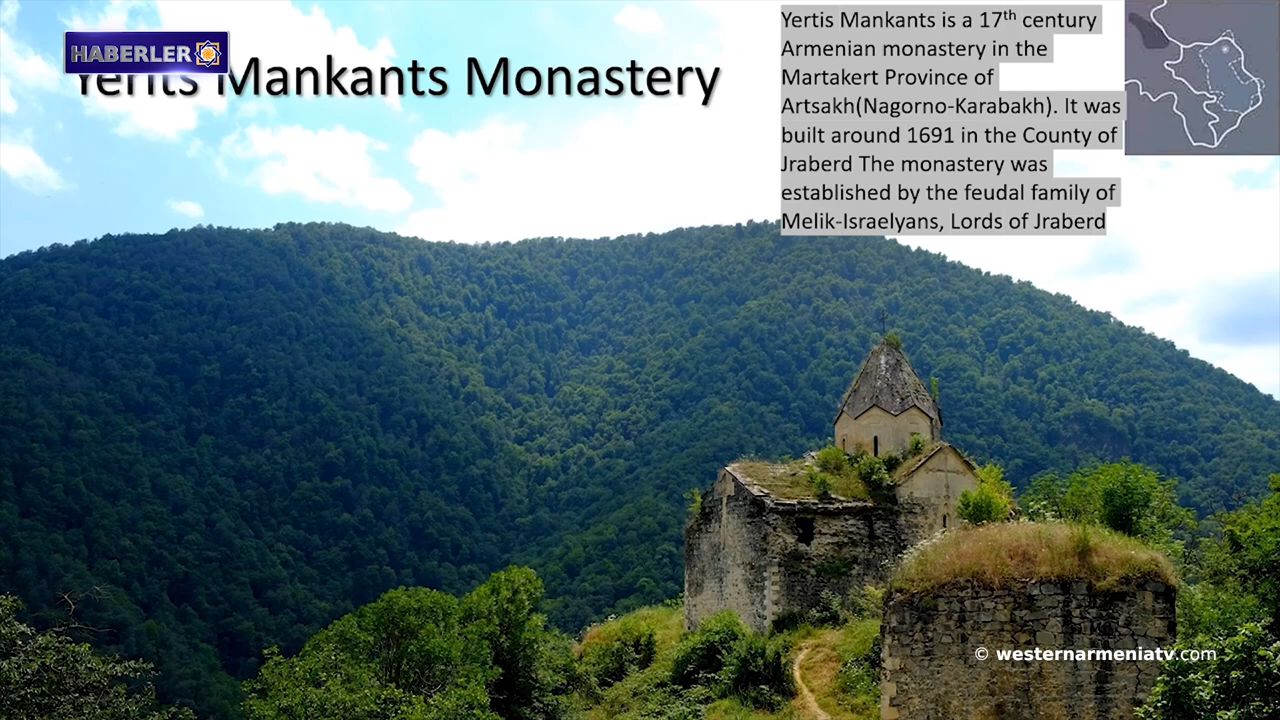 HABERLER
Yerits Mankants Monastery
Yertis Mankants is a 17th century
Armenian monastery in the
Martakert Province of
Artsakh(Nagorno-Karabakh). It was
built around 1691 in the County of
Jraberd The monastery was
established by the feudal family of
Melik-Israelyans, Lords of Jraberd
© westernarmeniatv.com